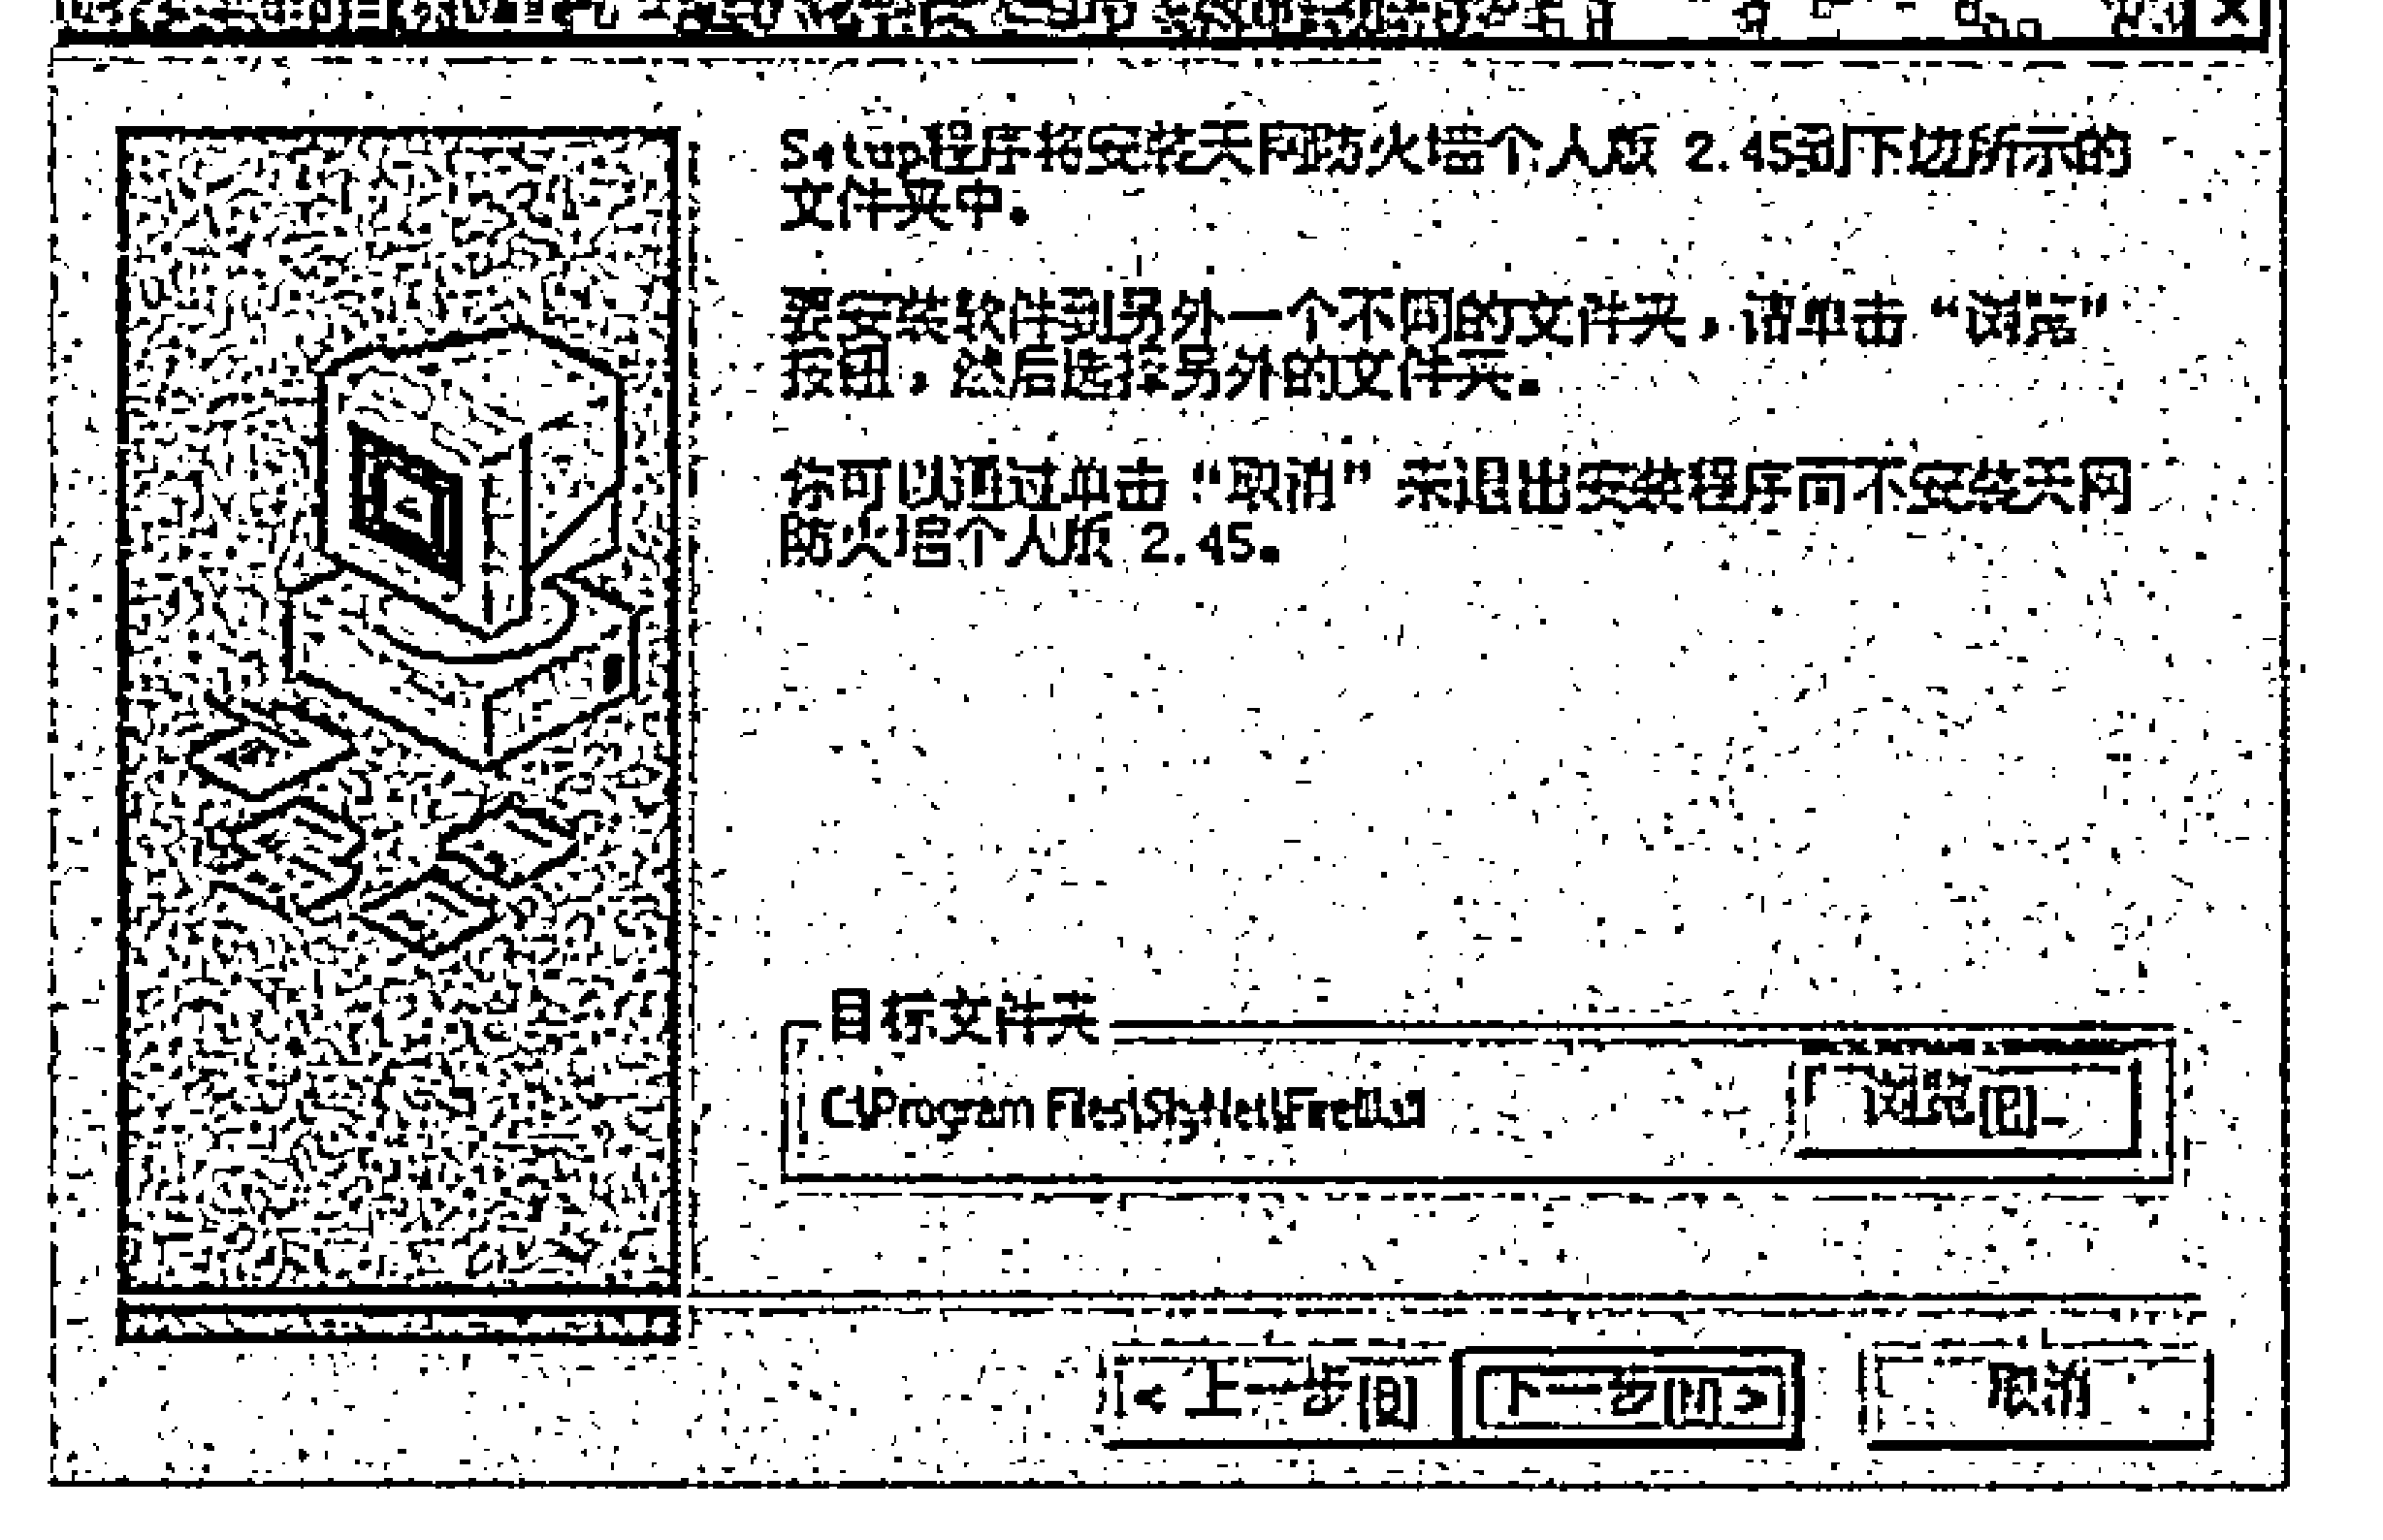 Setup程序将安装天网防火墙个人版 2.45到下边所示的
文件夹中。
要安装软件到另外一个不同的文件夹，请单击“浏览”
按钮，然后选择另外的文件夹。
你可以通过单击“取消”来退出安装程序而不安装天网
防火墙个人版 2.45。
目标文件夹
C:\Program Files\SkyNet\FireWall
浏览(R)...
< 上一步(B)
下一步(N) >
取消